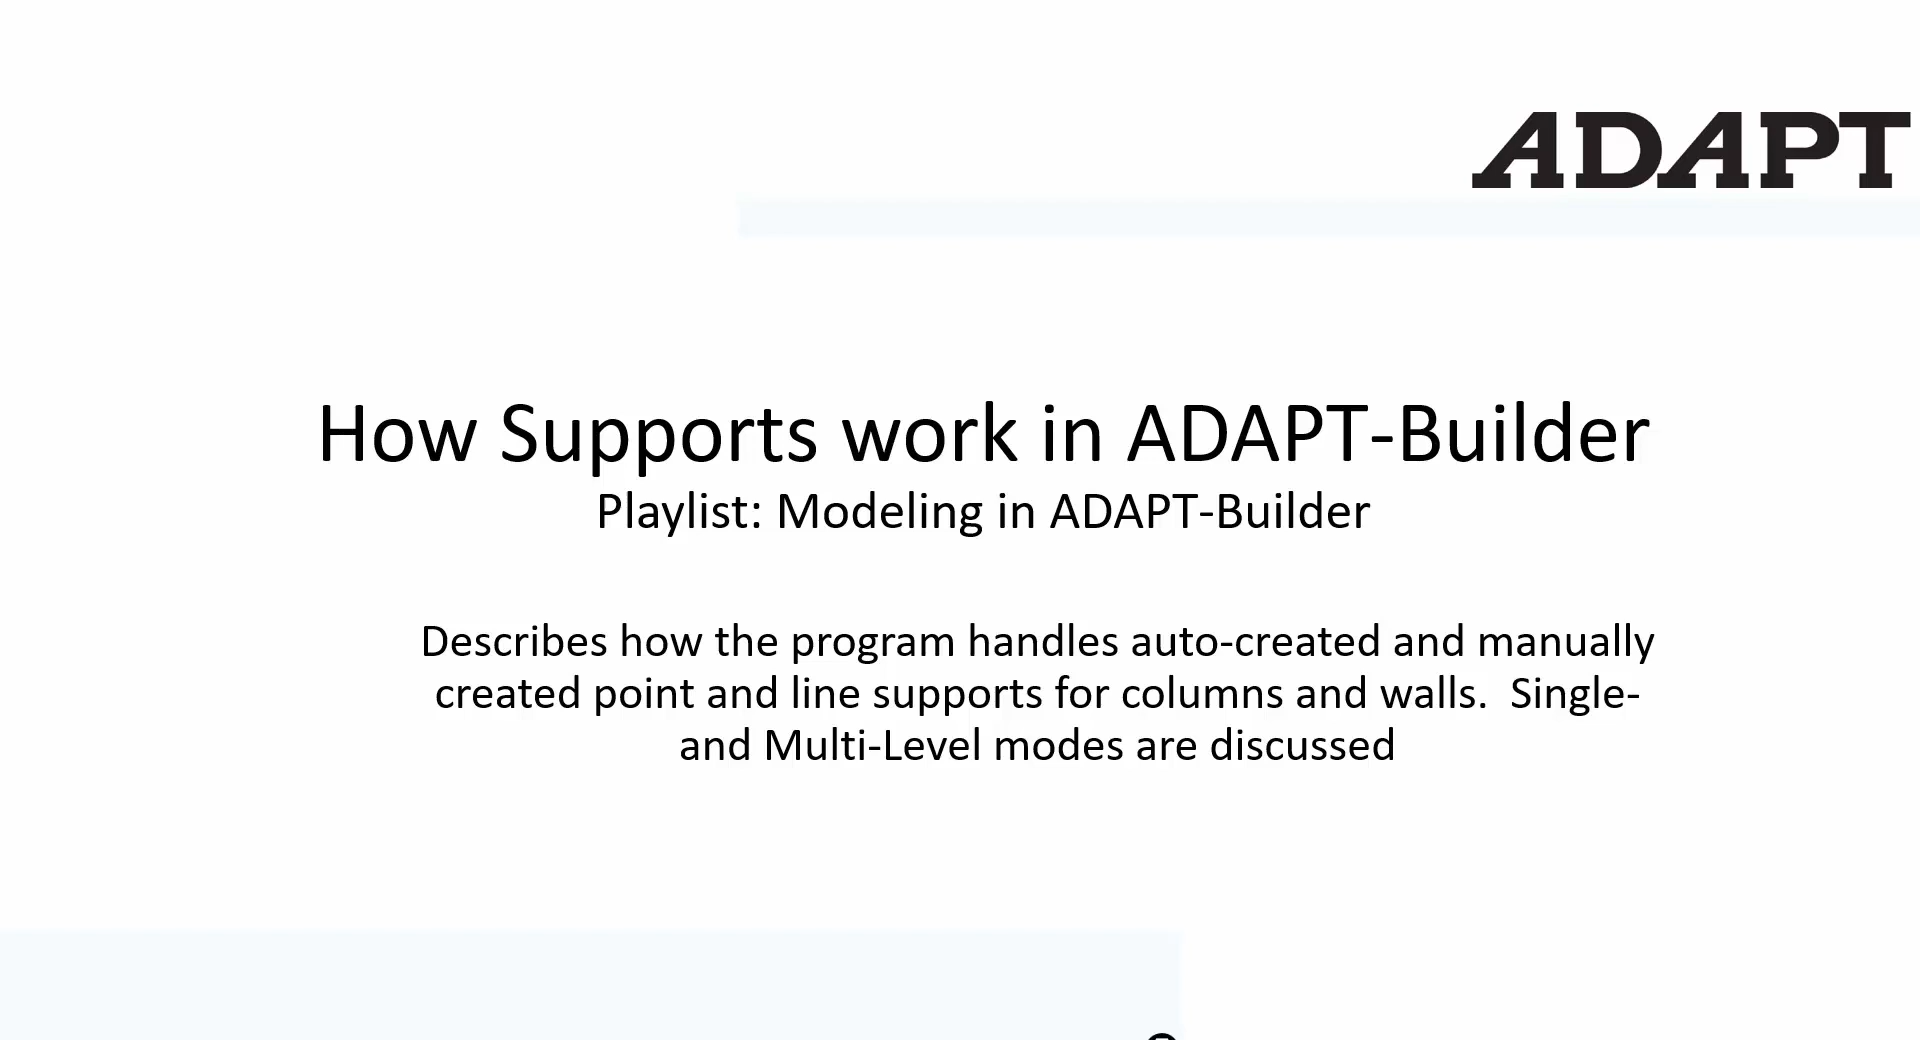 ADAPT
How Supports work in ADAPT-Builder
Playlist: Modeling in ADAPT-Builder
Describes how the program handles auto-created and manually
created point and line supports for columns and walls.  Single-
and Multi-Level modes are discussed